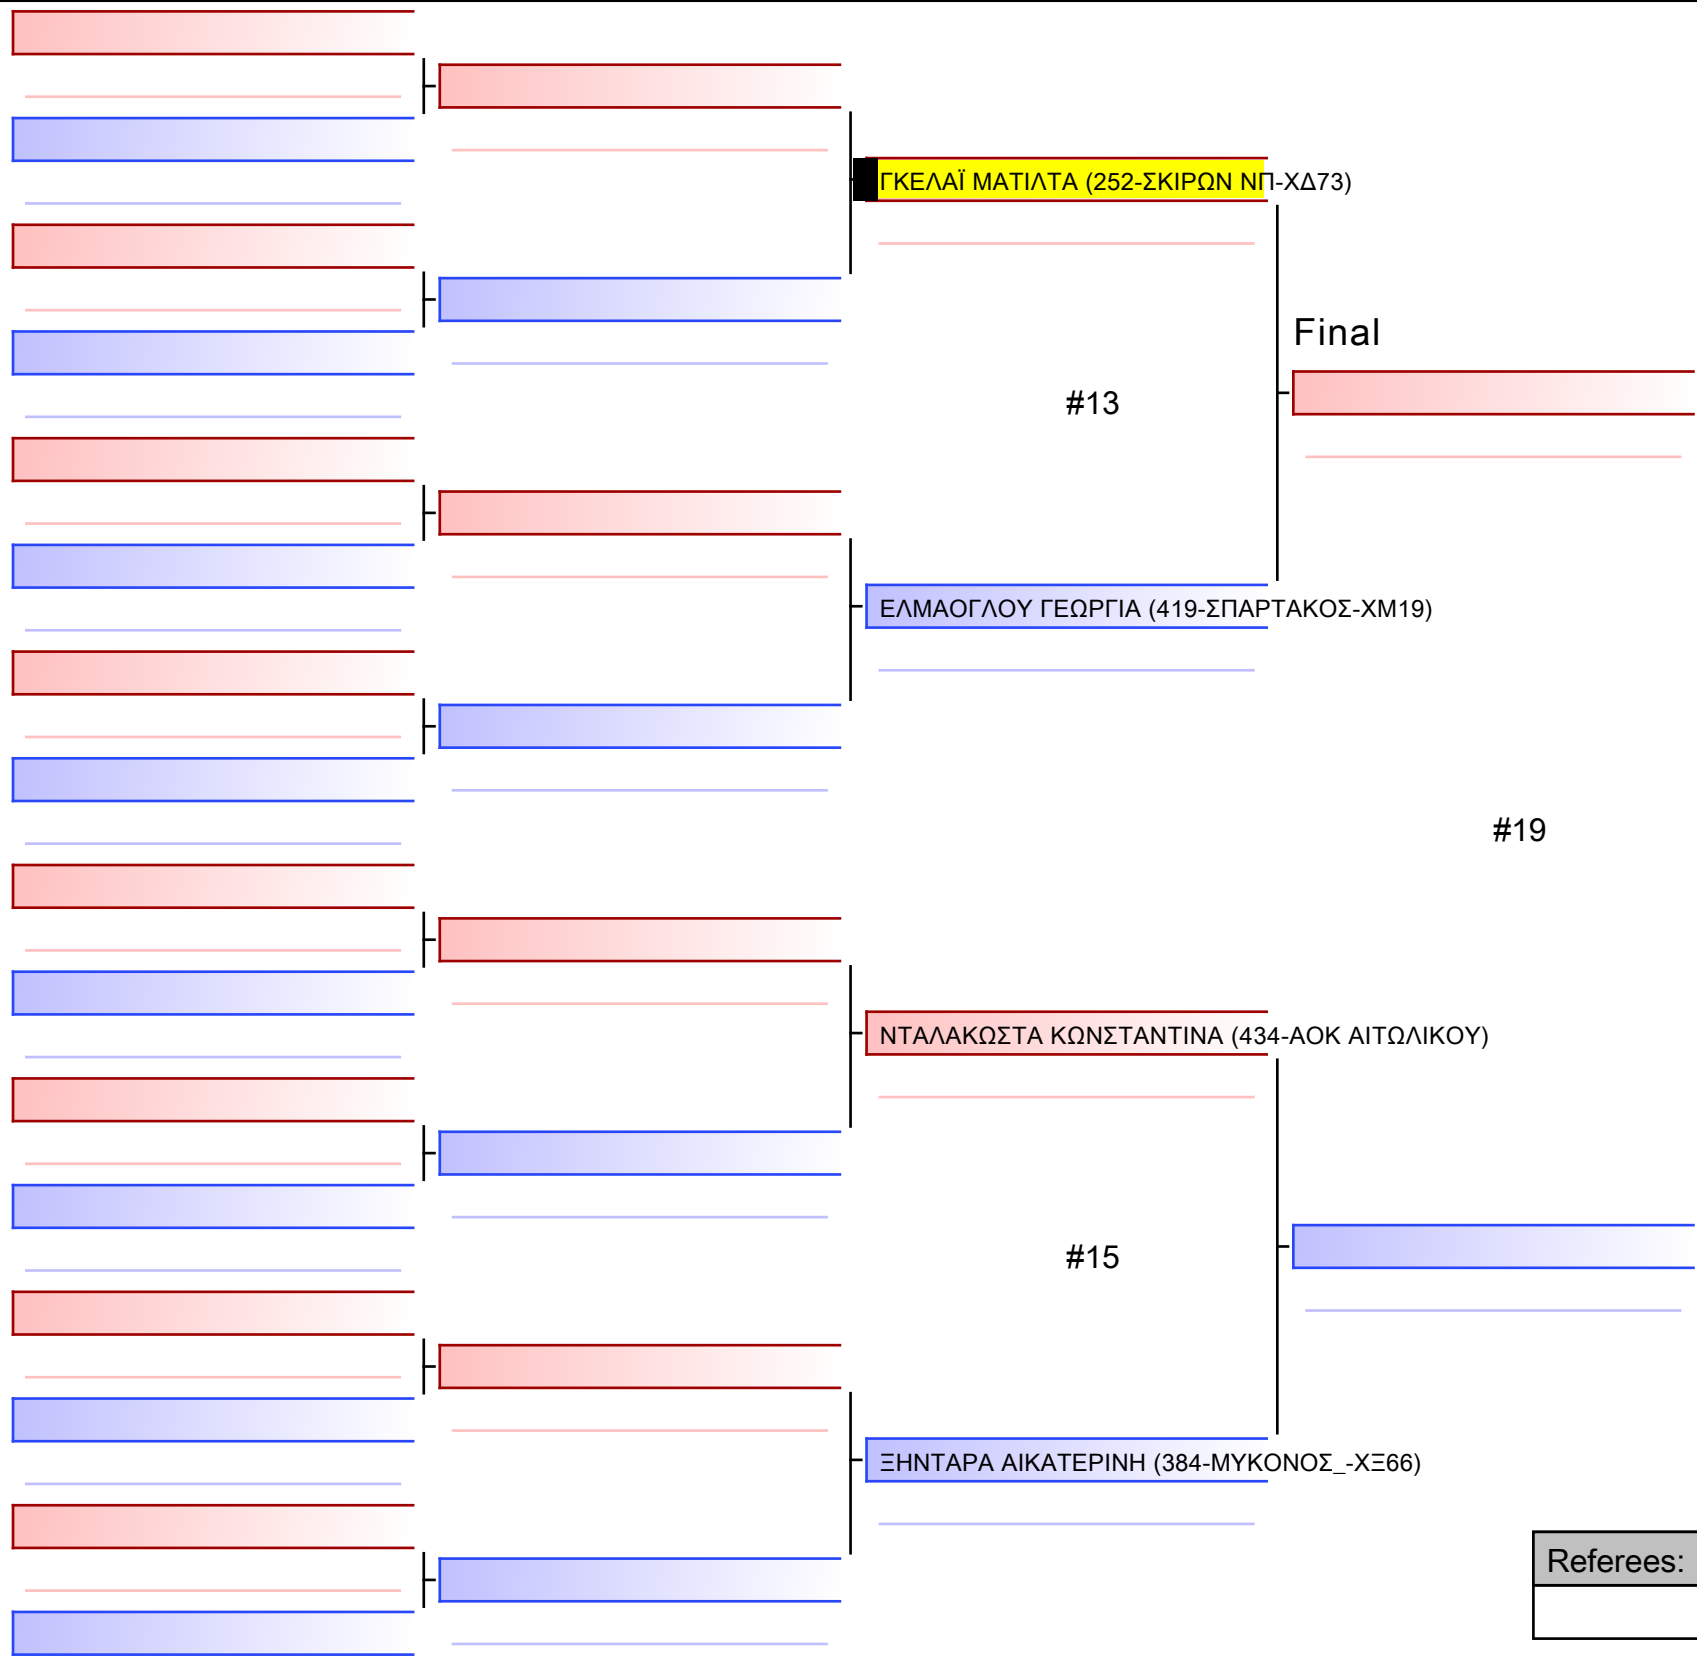 ΓΚΕΛΑΪ ΜΑΤΙΛΤΑ (252-ΣΚΙΡΩΝ ΝΠ-ΧΔ73)
Final
#13
ΕΛΜΑΟΓΛΟΥ ΓΕΩΡΓΙΑ (419-ΣΠΑΡΤΑΚΟΣ-ΧΜ19)
#19
ΝΤΑΛΑΚΩΣΤΑ ΚΩΝΣΤΑΝΤΙΝΑ (434-ΑΟΚ ΑΙΤΩΛΙΚΟΥ)
#15
ΞΗΝΤΑΡΑ ΑΙΚΑΤΕΡΙΝΗ (384-ΜΥΚΟΝΟΣ_-ΧΞ66)
Referees: